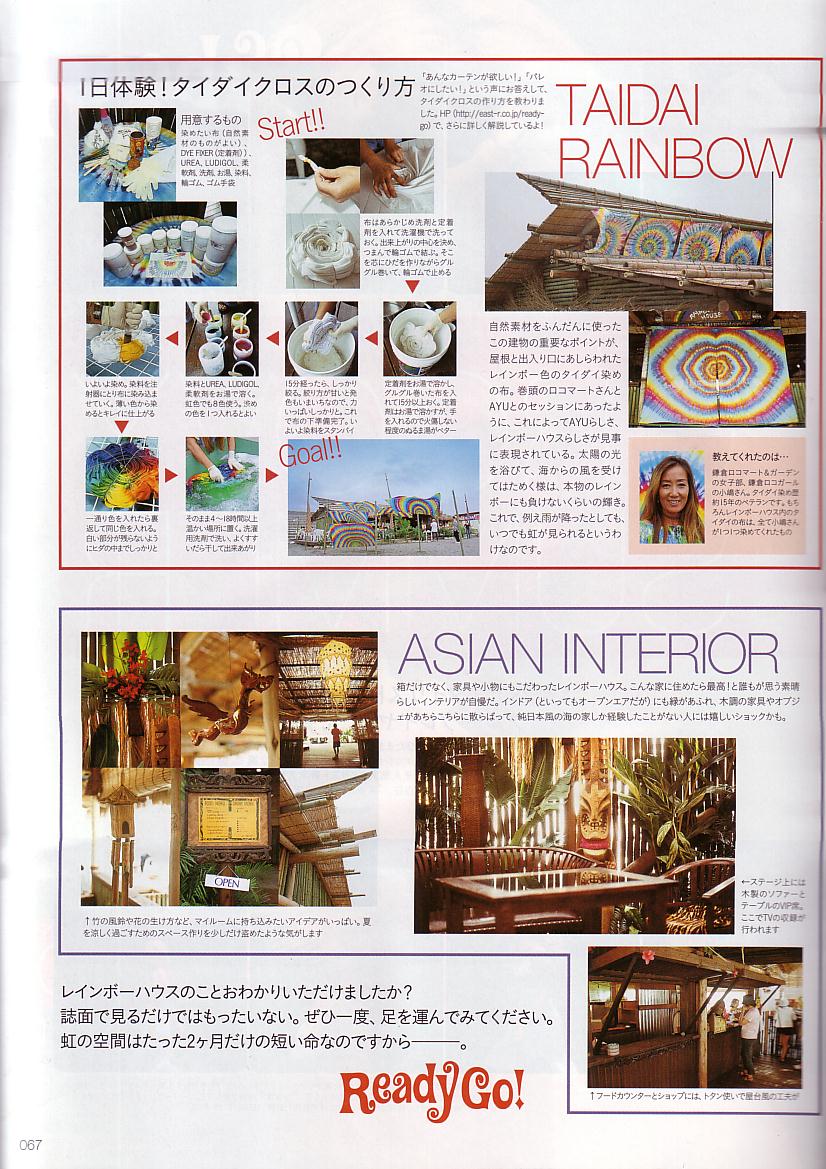 1日体験！タイダイクロスのつくり方
「あんなカーテンが欲しい！」「パレ
オにしたい！」という声にお答えして、
タイダイクロスの作り方を教わりま
した。HP（http://east-r.co.jp/ready-
go）で、さらに詳しく解説しているよ！
TAIDAI
RAINBOW
用意するもの
染めたい布（自然素
材のものがよい）、
DYE FIXER（定着剤）、
UREA、LUDIGOL、柔
軟剤、洗剤、お湯、染料、
輪ゴム、ゴム手袋
Start!!
布はあらかじめ洗剤と定着
剤を入れて洗濯機で洗って
おく。出来上がりの中心を決め、
つまんで輪ゴムで結ぶ。そこ
を芯にひだを作りながらグル
グル巻いて、輪ゴムで止める
定着剤をお湯で溶かし、
グルグル巻いた布を入
れて15分以上おく。定着
剤はお湯で溶かすが、手
を入れるので火傷しない
程度のぬるま湯がベター
15分経ったら、しっかり
絞る。絞り方が甘いと発
色もいまいちなので、力
いっぱいしっかりと。これ
で布の下準備完了。い
よいよ染料をスタンバイ
染料とUREA、LUDIGOL、
柔軟剤をお湯で溶く。
虹色でも8色使う。渋め
の色を1つ入れるとよい
いよいよ染め。染料を注
射器にとり布に染み込ま
せていく。薄い色から染
めるとキレイに仕上がる
一通り色を入れたら裏
返して同じ色を入れる。
白い部分が残らないよう
にヒダの中までしっかりと
そのまま4〜18時間以上
温かい場所に置く。洗濯
用洗剤で洗い、よくすす
いだら干して出来あがり
Goal!!
自然素材をふんだんに使った
この建物の重要なポイントが、
屋根と出入り口にあしらわれた
レインボー色のタイダイ染め
の布。巻頭のロコマートさんと
AYUとのセッションにあったよ
うに、これによってAYUらしさ、
レインボーハウスらしさが見事
に表現されている。太陽の光
を浴びて、海からの風を受け
てはためく様は、本物のレイン
ボーにも負けないくらいの輝き。
これで、例え雨が降ったとしても、
いつでも虹が見られるというわ
けなのです。
教えてくれたのは…
鎌倉ロコマート＆ガーデン
の女子部、鎌倉ロコガール
の小嶋さん。タイダイ染め歴
約15年のベテランです。もち
ろんレインボーハウス内のタ
イダイの布は、全て小嶋さん
が1つ1つ染めてくれたもの
ASIAN INTERIOR
箱だけでなく、家具や小物にもこだわったレインボーハウス。こんな家に住めたら最高！と誰もが思う素晴
らしいインテリアが自慢だ。インドア（といってもオープンエアだが）にも緑があふれ、木調の家具やオブジ
ェがあちらこちらに散らばって、純日本風の海の家しか経験したことがない人には嬉しいショックかも。
OPEN
↑竹の風鈴や花の生け方など、マイルームに持ち込みたいアイデアがいっぱい。夏
を涼しく過ごすためのスペース作りを少しだけ盗めたような気がします
←ステージ上には
木製のソファーと
テーブルのVIP席。
ここでTVの収録が
行われます
レインボーハウスのことおわかりいただけましたか？
誌面で見るだけではもったいない。ぜひ一度、足を運んでみてください。
虹の空間はたった2ヶ月だけの短い命なのですから———。
Ready Go!
↑フードカウンターとショップには、トタン使いで屋台風の工夫が
067